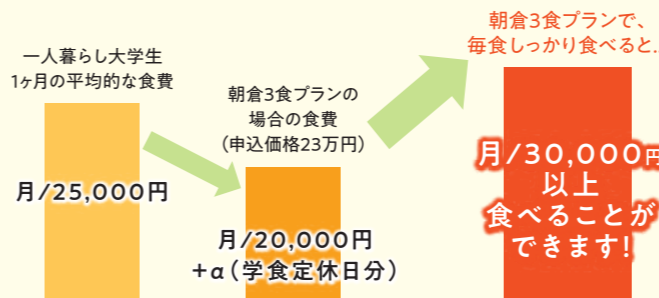 一人暮らし大学生
1ヶ月の平均的な食費
月/25,000円
朝倉3食プランの
場合の食費
(申込価格23万円)
月/20,000円
+α(学食定休日分)
朝倉3食プランで、
毎食しっかり食べると…
月/30,000円
以上
食べることが
できます!